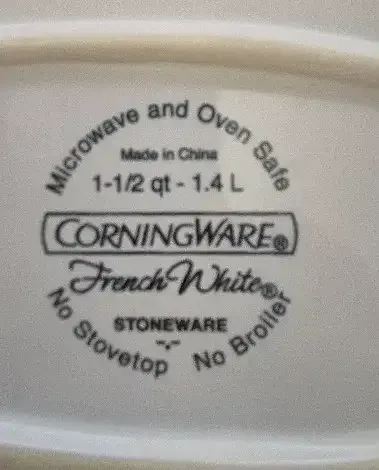 Microwave and Oven Safe
Made in China
1-1/2 qt - 1.4 L
CORNINGWARE®
French White®
STONEWARE
No Stovetop No Broiler